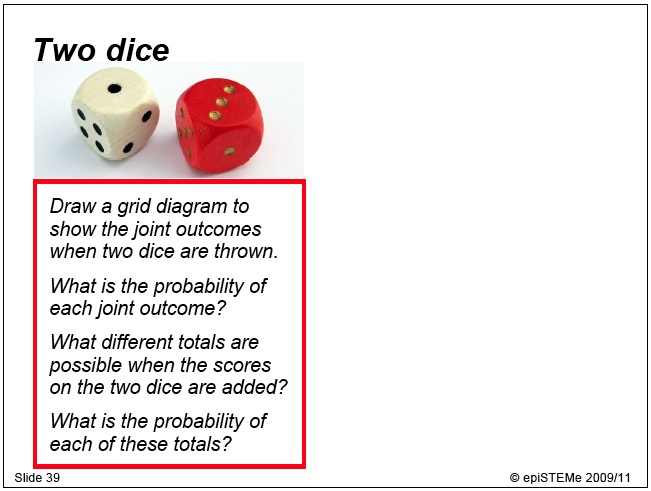 Two dice
Draw a grid diagram to
show the joint outcomes
when two dice are thrown.
What is the probability of
each joint outcome?
What different totals are
possible when the scores
on the two dice are added?
What is the probability of
each of these totals?
Slide 39
© epiSTEMe 2009/11